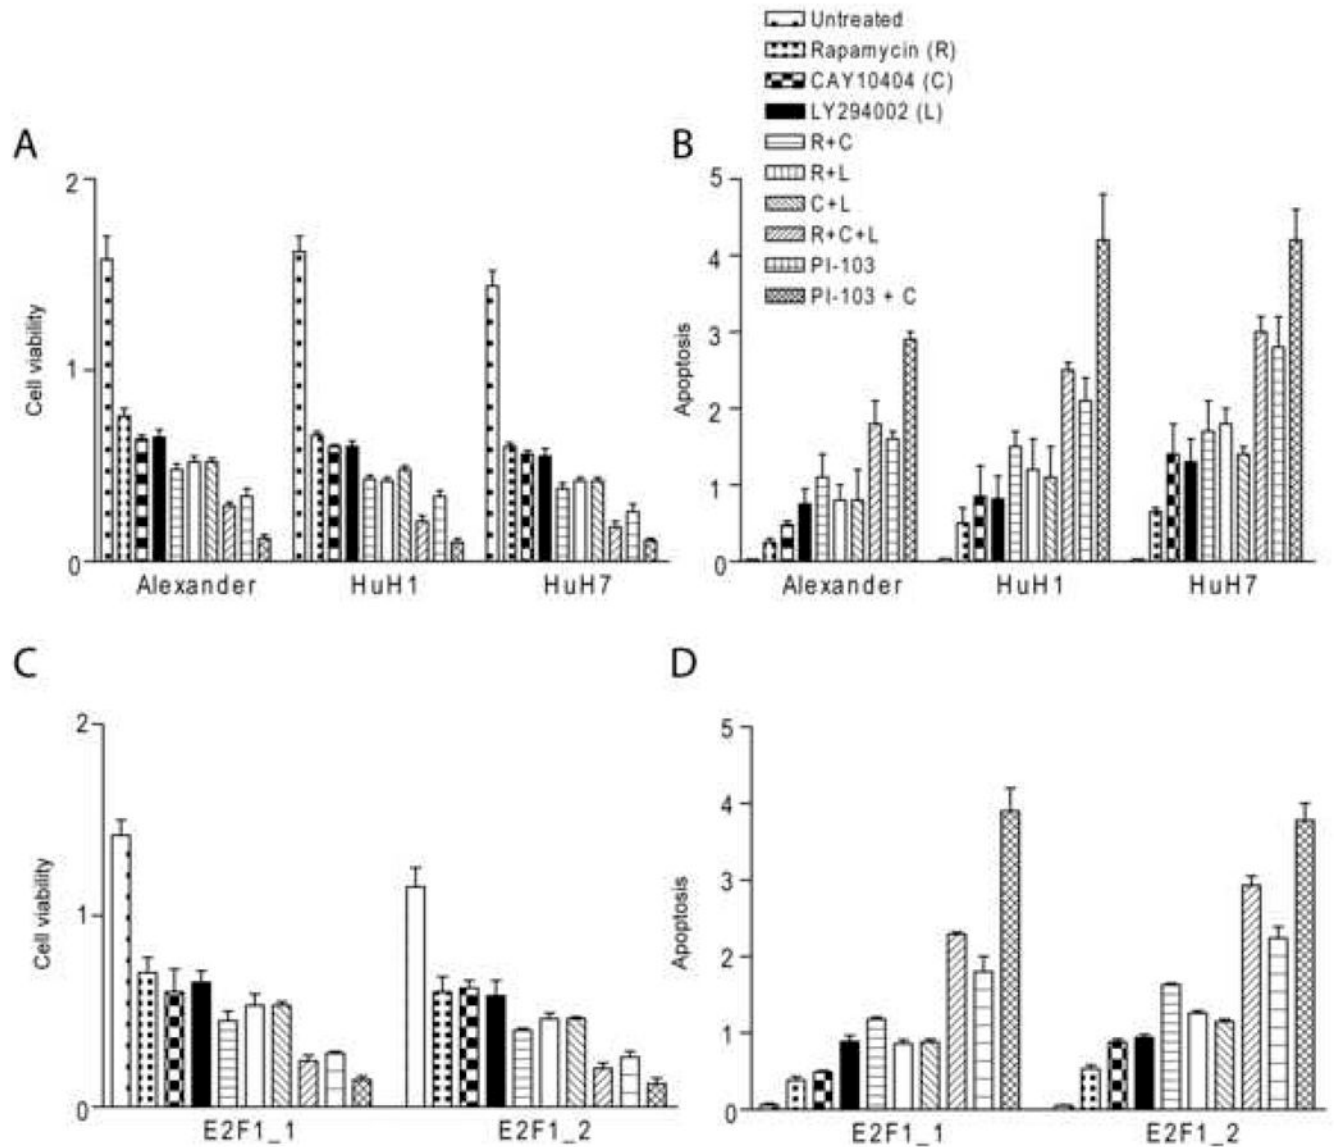 Untreated
Rapamycin (R)
CAY10404 (C)
LY294002 (L)
R+C
R+L
C+L
R+C+L
PI-103
PI-103 + C
A
2
1
0
Cell viability
Alexander HuH1 HuH7
B
5
4
3
2
1
0
Apoptosis
Alexander HuH1 HuH7
C
2
1
0
Cell viability
E2F1_1 E2F1_2
D
5
4
3
2
1
0
Apoptosis
E2F1_1 E2F1_2